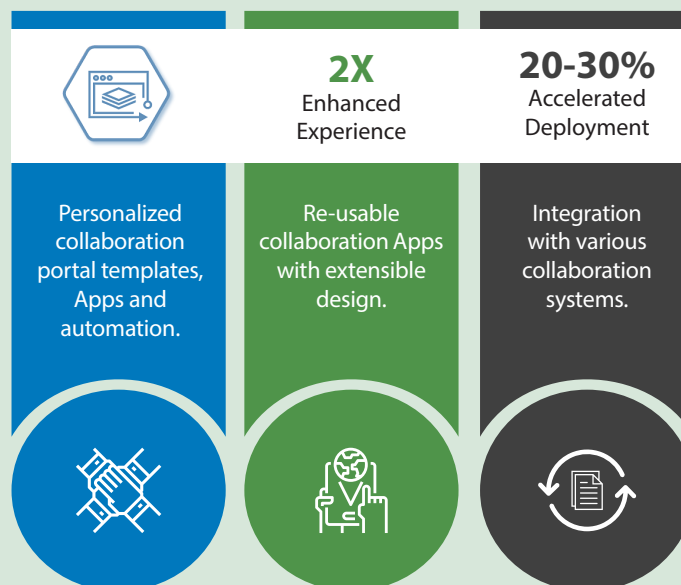 2X
Enhanced
Experience
20-30%
Accelerated
Deployment
Personalized
collaboration
portal templates,
Apps and
automation.
Re-usable
collaboration Apps
with extensible
design.
Integration
with various
collaboration
systems.